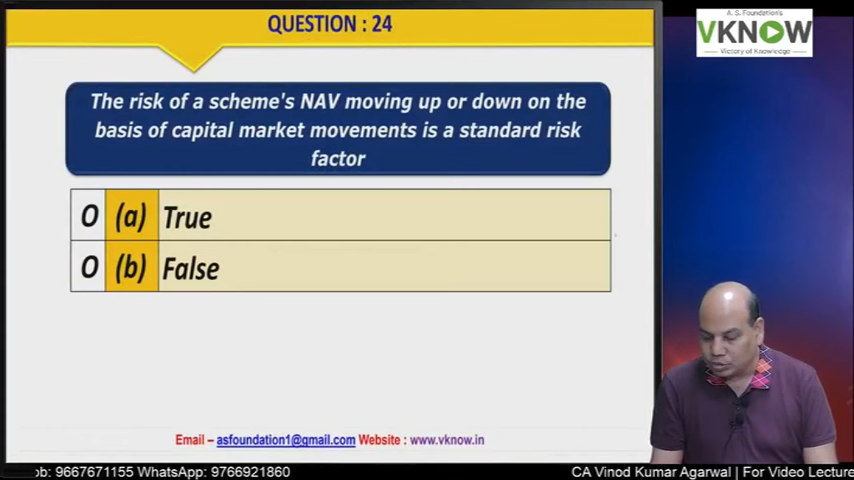 QUESTION : 24
A. S. Foundation's
VKNOW
Victory of Knowledge
The risk of a scheme's NAV moving up or down on the
basis of capital market movements is a standard risk
factor
O (a) True
O (b) False
Email – asfoundation1@gmail.com Website : www.vknow.in
ob: 9667671155 WhatsApp: 9766921860
CA Vinod Kumar Agarwal | For Video Lecture